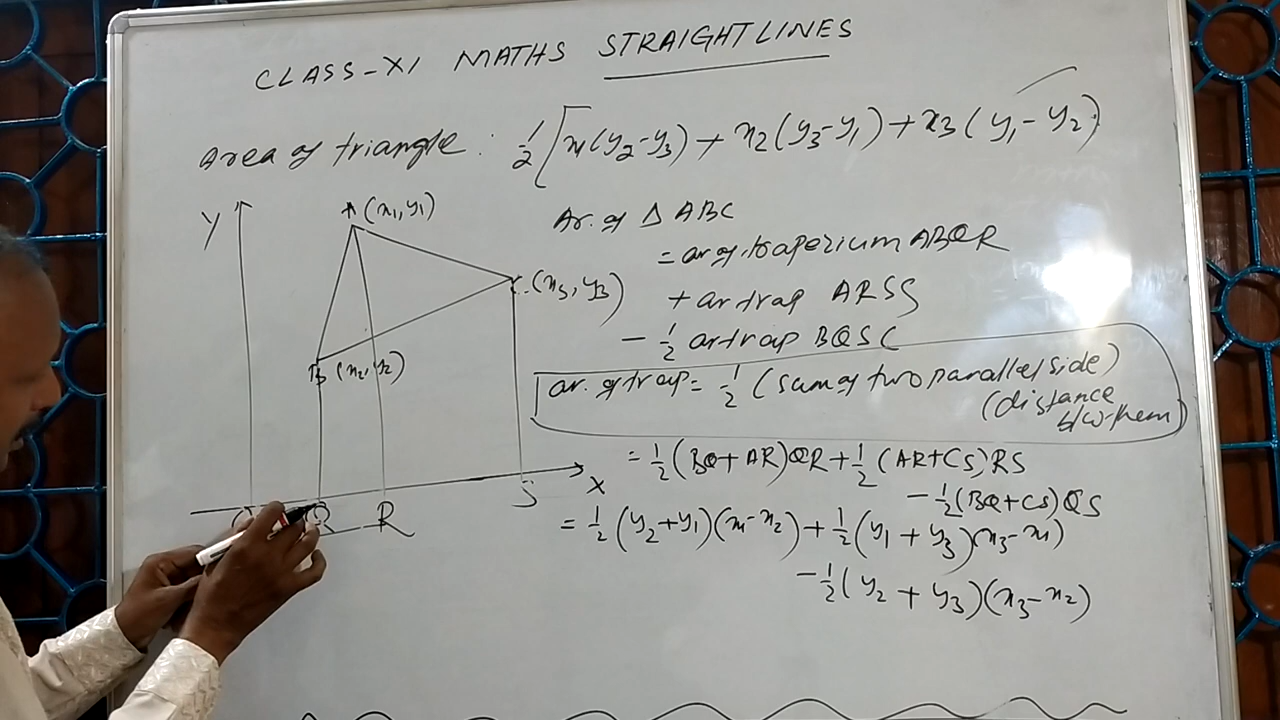 CLASS-XI MATHS STRAIGHTLINES
Area of triangle : 1/2 [x1(y2-y3) + x2(y3-y1) + x3(y1-y2)
Y
A (x1, y1)
C (x3, y3)
B (x2, y2)
Q R S X
Ar. of Δ ABC
= ar of. trapezium ABQR
+ ar trap ARSS
- 1/2 ar trap BQSC
ar. of trap = 1/2 (sum of two parallel side)
(distance
b/w them)
= 1/2 (BQ + AR) QR + 1/2 (AR+CS) RS
- 1/2 (BQ+CS) QS
= 1/2 (y2+y1)(x1-x2) + 1/2 (y1 + y3)(x3-x1)
- 1/2 (y2 + y3)(x3-x2)